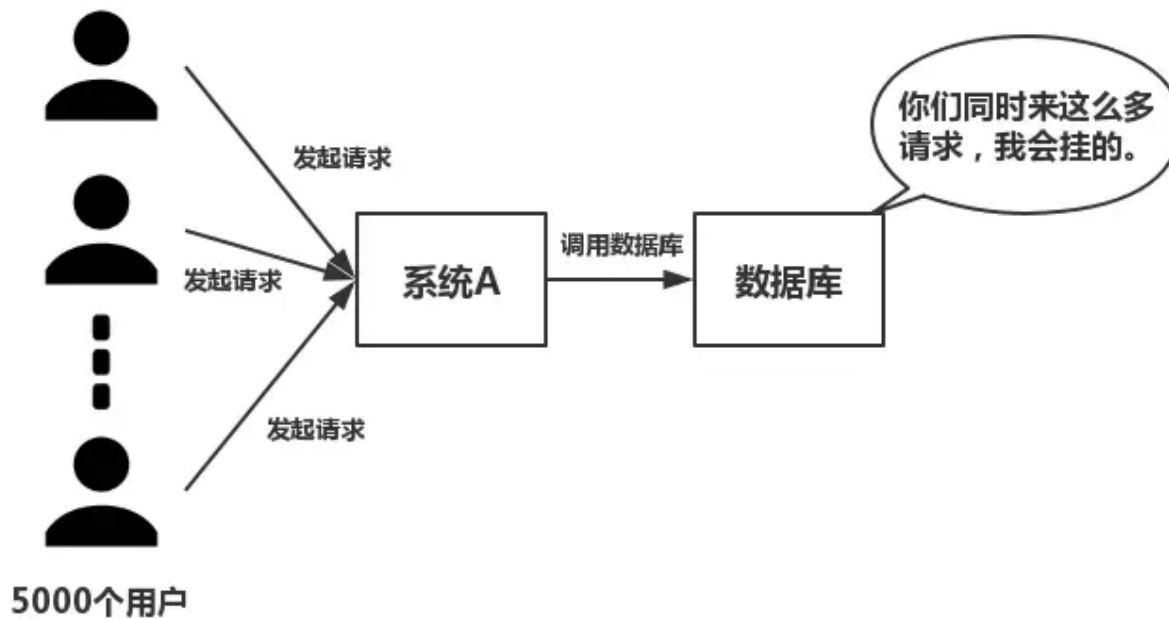 你们同时来这么多
请求，我会挂的。
发起请求
调用数据库
系统A
数据库
发起请求
发起请求
5000个用户